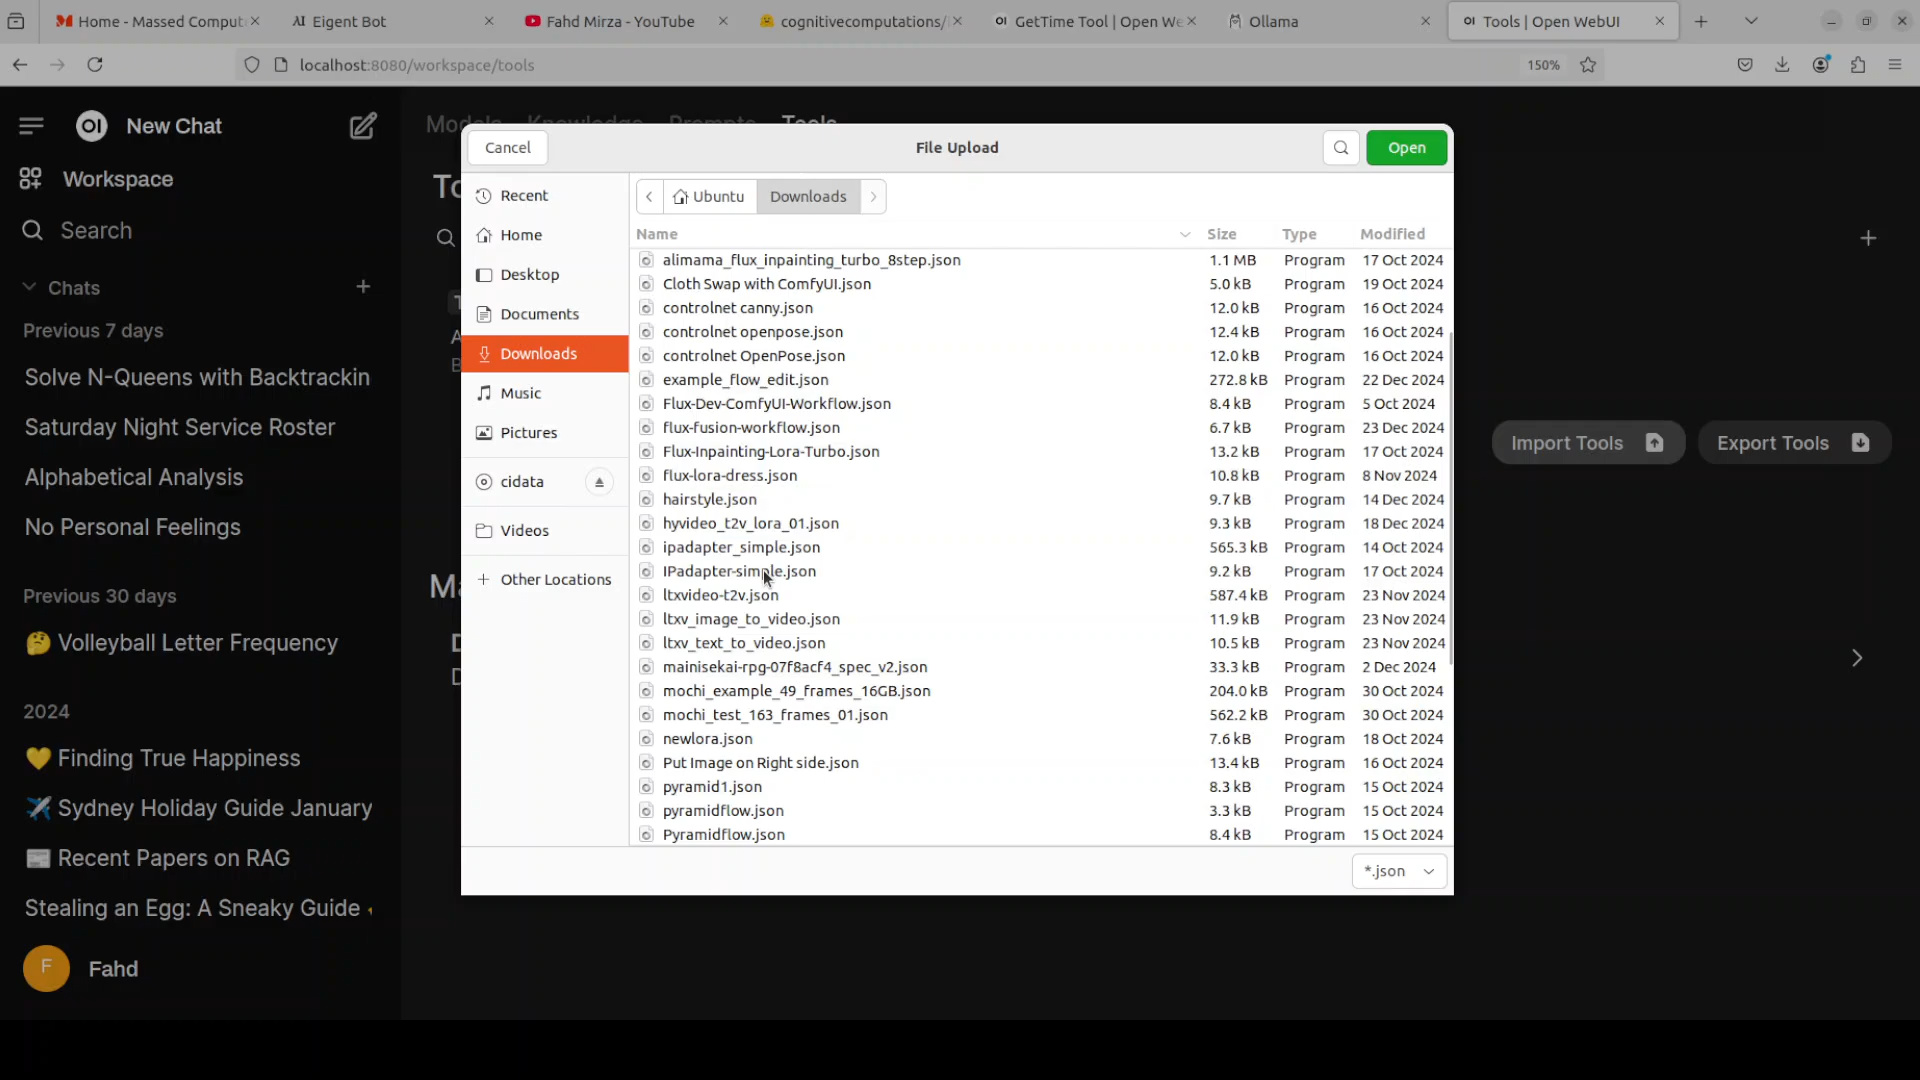 Home - Massed Comput
Eigent Bot
Fahd Mirza - YouTube
cognitivecomputations/
GetTime Tool | Open We
Ollama
Tools | Open WebUI
localhost:8080/workspace/tools
150%
OI
New Chat
Workspace
Search
Chats
Previous 7 days
Solve N-Queens with Backtrackin
Saturday Night Service Roster
Alphabetical Analysis
No Personal Feelings
Previous 30 days
🤔 Volleyball Letter Frequency
2024
💛 Finding True Happiness
✈️ Sydney Holiday Guide January
📰 Recent Papers on RAG
Stealing an Egg: A Sneaky Guide
F
Fahd
Models Knowledge Prompts Tools
To
Import Tools
Export Tools
Ma
Cancel
File Upload
Open
Recent
Home
Desktop
Documents
Downloads
Music
Pictures
cidata
Videos
Other Locations
Ubuntu
Downloads
Name Size Type Modified
alimama_flux_inpainting_turbo_8step.json 1.1 MB Program 17 Oct 2024
Cloth Swap with ComfyUI.json 5.0 kB Program 19 Oct 2024
controlnet canny.json 12.0 kB Program 16 Oct 2024
controlnet openpose.json 12.4 kB Program 16 Oct 2024
controlnet OpenPose.json 12.0 kB Program 16 Oct 2024
example_flow_edit.json 272.8 kB Program 22 Dec 2024
Flux-Dev-ComfyUI-Workflow.json 8.4 kB Program 5 Oct 2024
flux-fusion-workflow.json 6.7 kB Program 23 Dec 2024
Flux-Inpainting-Lora-Turbo.json 13.2 kB Program 17 Oct 2024
flux-lora-dress.json 10.8 kB Program 8 Nov 2024
hairstyle.json 9.7 kB Program 14 Dec 2024
hyvideo_t2v_lora_01.json 9.3 kB Program 18 Dec 2024
ipadapter_simple.json 565.3 kB Program 14 Oct 2024
IPadapter-simple.json 9.2 kB Program 17 Oct 2024
ltxvideo-t2v.json 587.4 kB Program 23 Nov 2024
ltxv_image_to_video.json 11.9 kB Program 23 Nov 2024
ltxv_text_to_video.json 10.5 kB Program 23 Nov 2024
mainisekai-rpg-07f8acf4_spec_v2.json 33.3 kB Program 2 Dec 2024
mochi_example_49_frames_16GB.json 204.0 kB Program 30 Oct 2024
mochi_test_163_frames_01.json 562.2 kB Program 30 Oct 2024
newlora.json 7.6 kB Program 18 Oct 2024
Put Image on Right side.json 13.4 kB Program 16 Oct 2024
pyramid1.json 8.3 kB Program 15 Oct 2024
pyramidflow.json 3.3 kB Program 15 Oct 2024
Pyramidflow.json 8.4 kB Program 15 Oct 2024
*.json